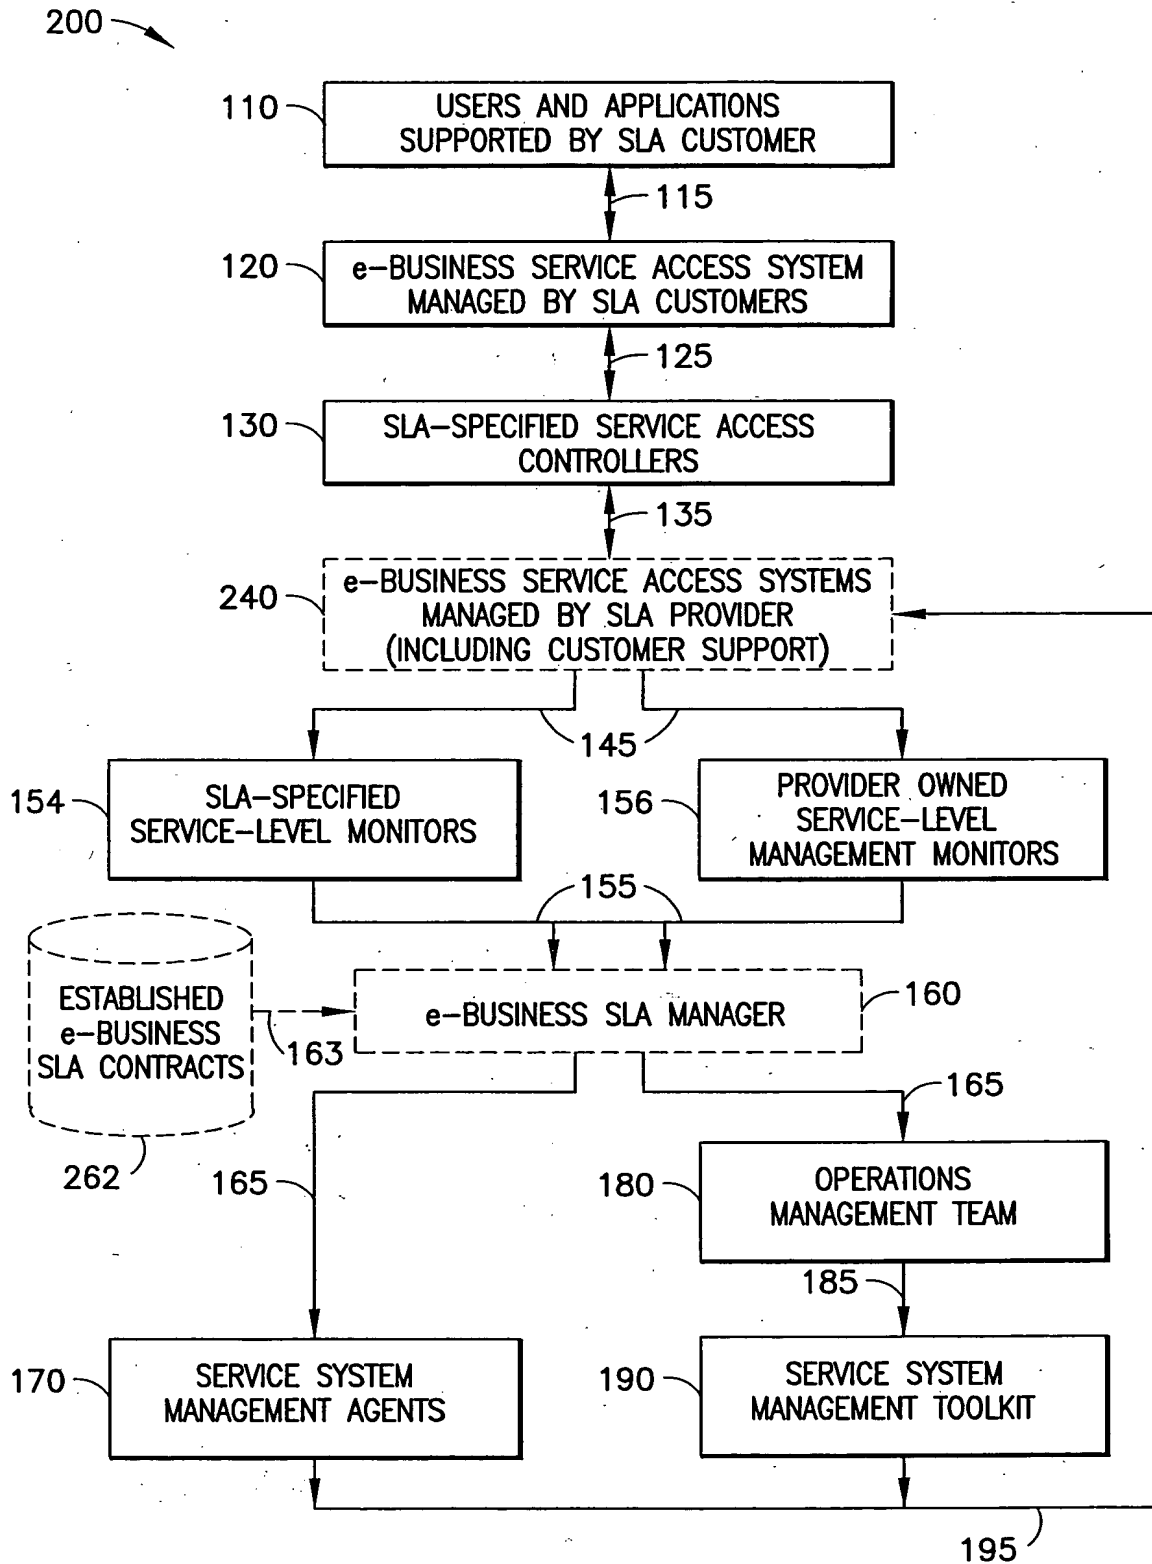 200
110
USERS AND APPLICATIONS
SUPPORTED BY SLA CUSTOMER
115
120
e-BUSINESS SERVICE ACCESS SYSTEM
MANAGED BY SLA CUSTOMERS
125
130
SLA-SPECIFIED SERVICE ACCESS
CONTROLLERS
135
240
e-BUSINESS SERVICE ACCESS SYSTEMS
MANAGED BY SLA PROVIDER
(INCLUDING CUSTOMER SUPPORT)
145
154
SLA-SPECIFIED
SERVICE-LEVEL MONITORS
156
PROVIDER OWNED
SERVICE-LEVEL
MANAGEMENT MONITORS
155
ESTABLISHED
e-BUSINESS
SLA CONTRACTS
163
262
e-BUSINESS SLA MANAGER
160
165
165
180
OPERATIONS
MANAGEMENT TEAM
185
170
SERVICE SYSTEM
MANAGEMENT AGENTS
190
SERVICE SYSTEM
MANAGEMENT TOOLKIT
195